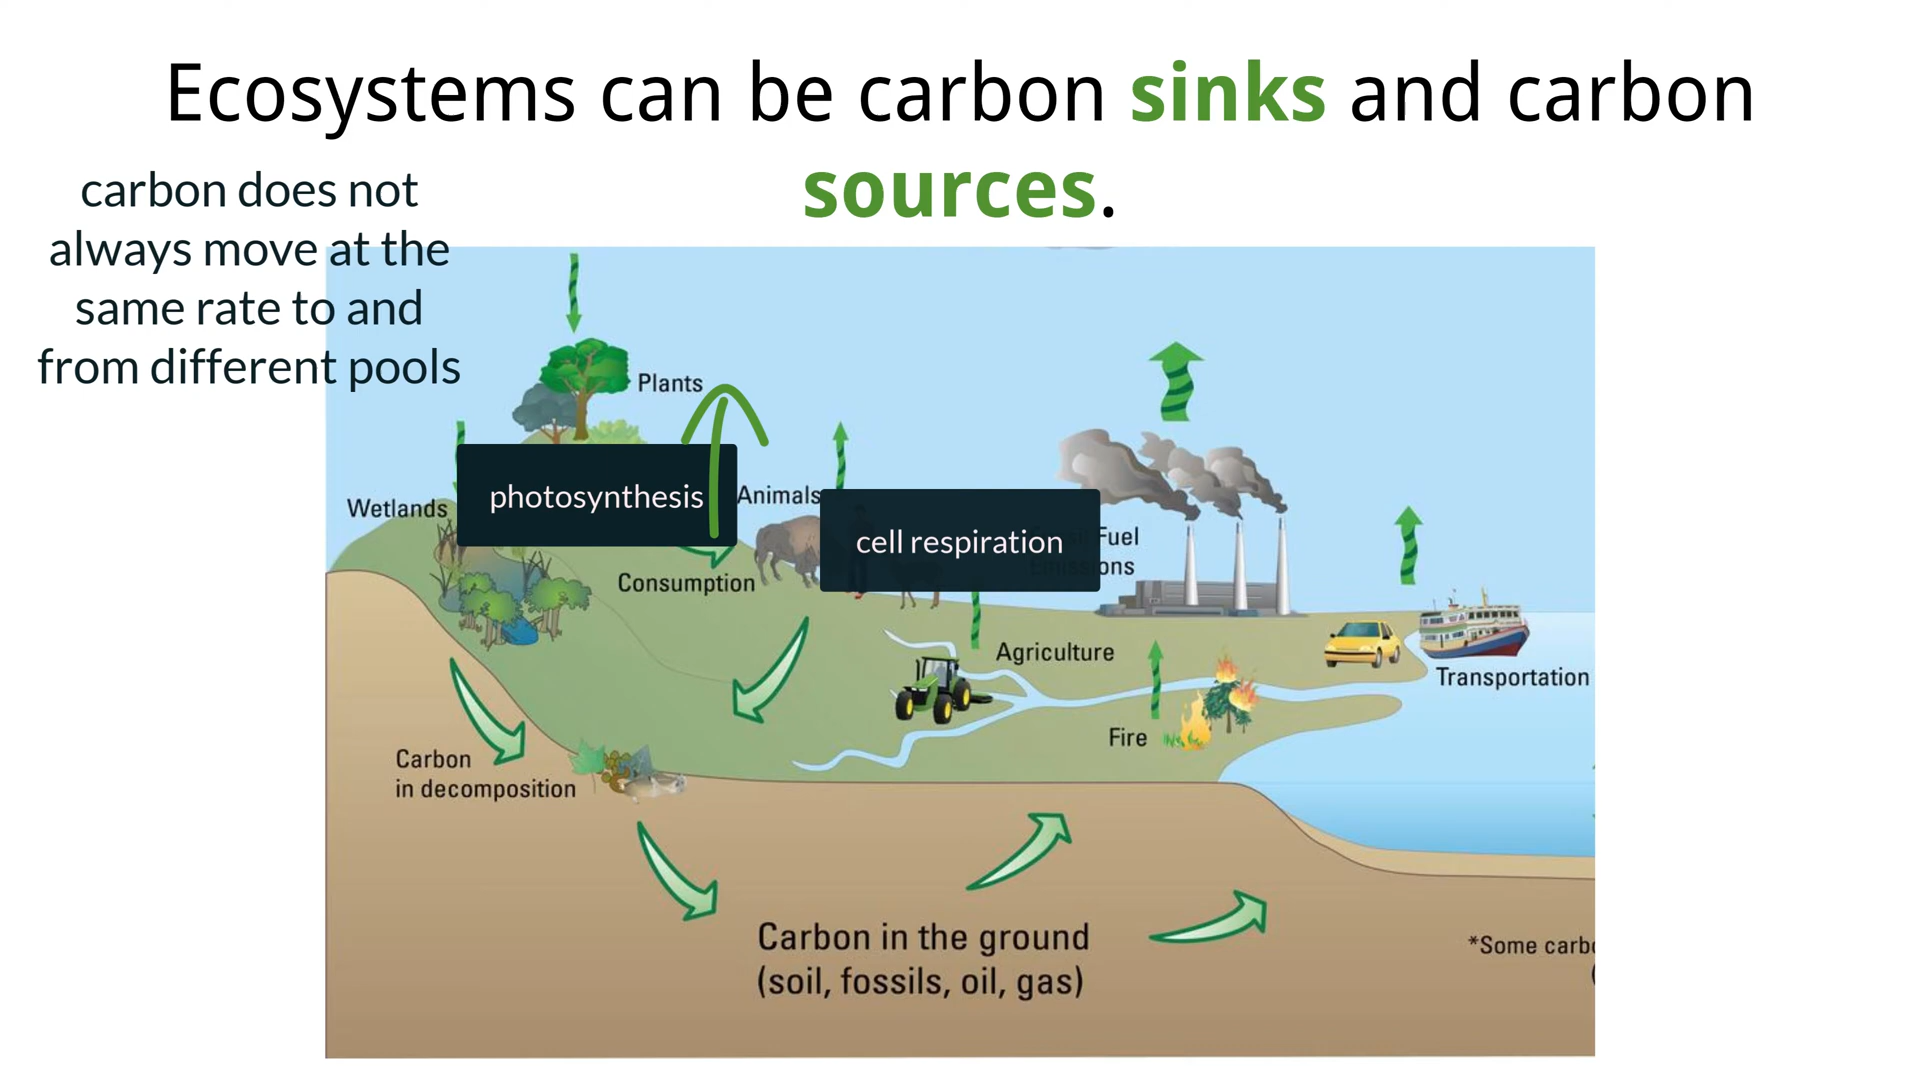 Ecosystems can be carbon sinks and carbon
sources.
carbon does not
always move at the
same rate to and
from different pools
Plants
photosynthesis
Animals
Wetlands
cell respiration
Fuel
Consumption
Agriculture
Transportation
Fire
Carbon
in decomposition
Carbon in the ground
(soil, fossils, oil, gas)
*Some